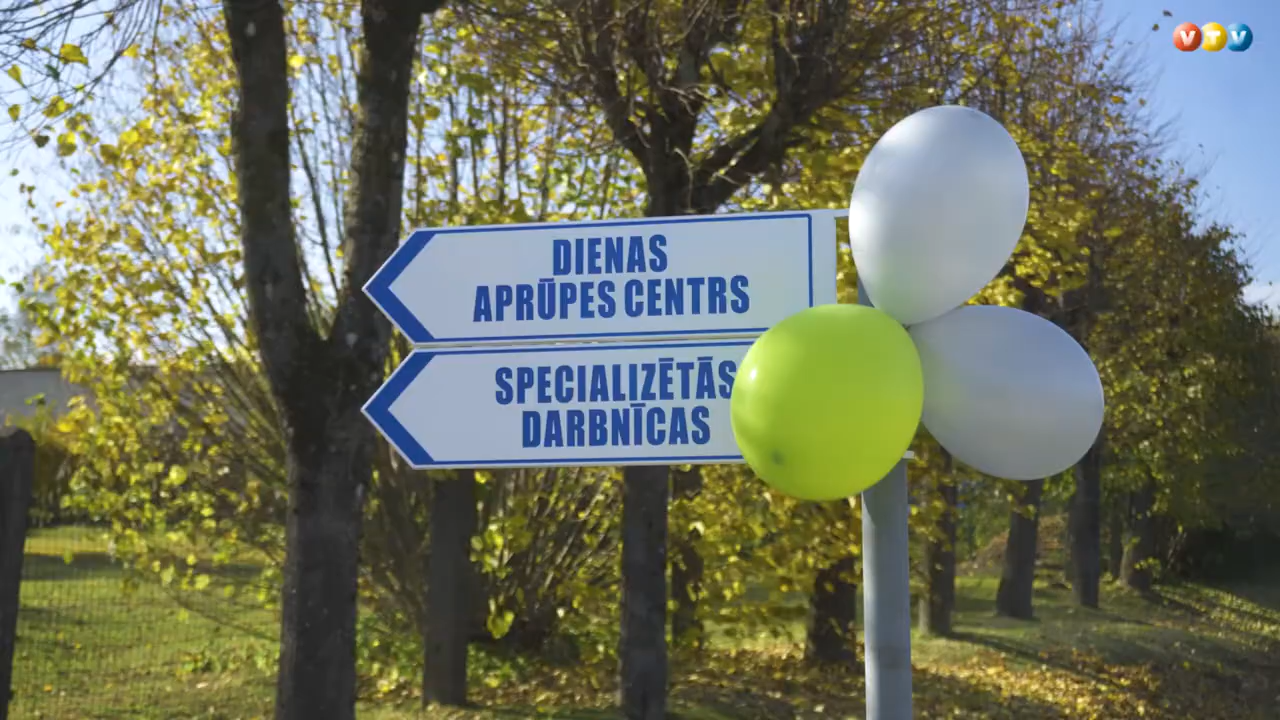 VTV
DIENAS
APRŪPES CENTRS
SPECIALIZĒTĀS
DARBNĪCAS